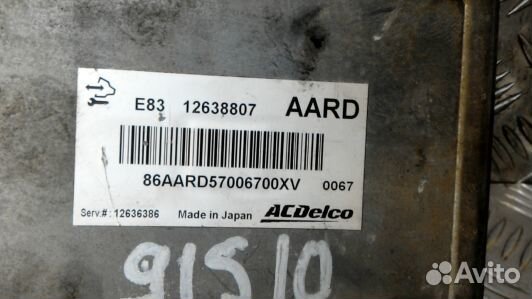 E83 12638807 AARD
86AARD57006700XV 0067
Serv.#: 12636386 Made in Japan ACDelco
91510
Avito